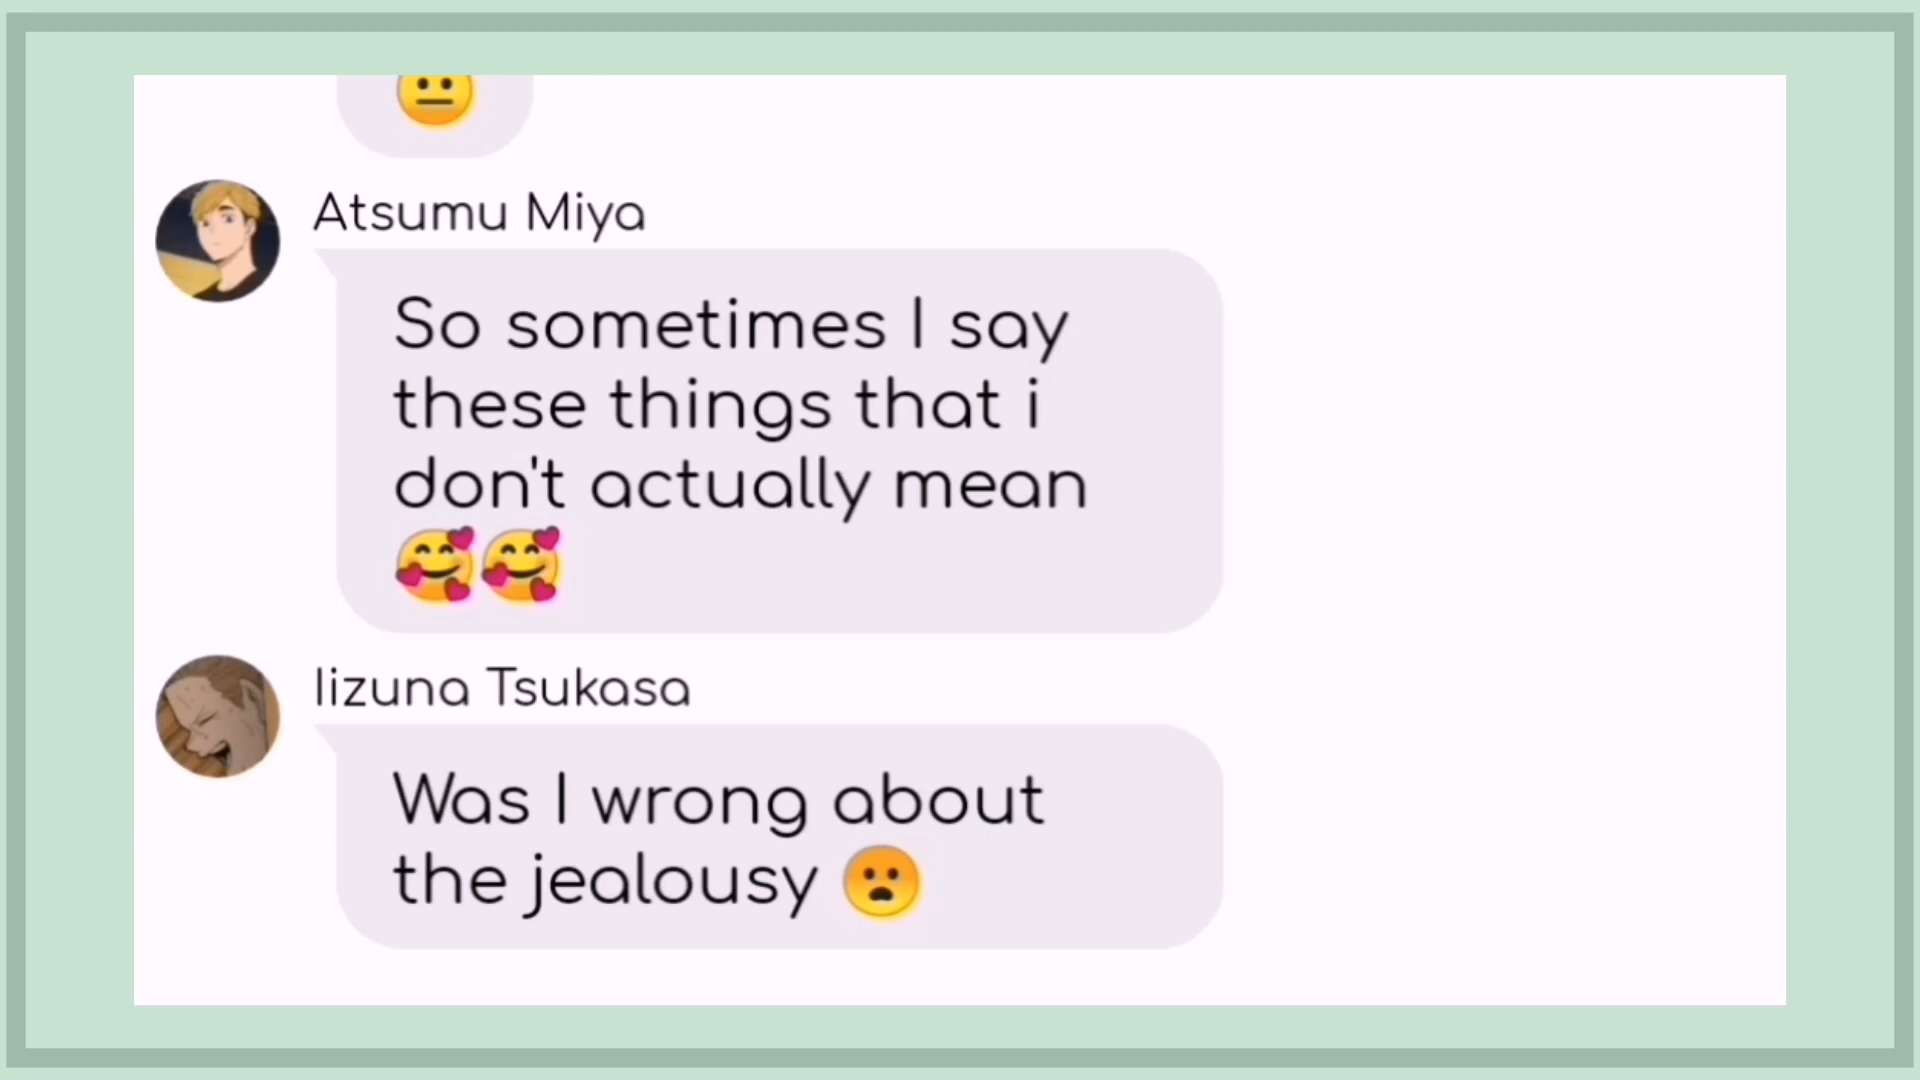 😐
Atsumu Miya
So sometimes I say
these things that i
don't actually mean
🥰🥰
Iizuna Tsukasa
Was I wrong about
the jealousy 😦